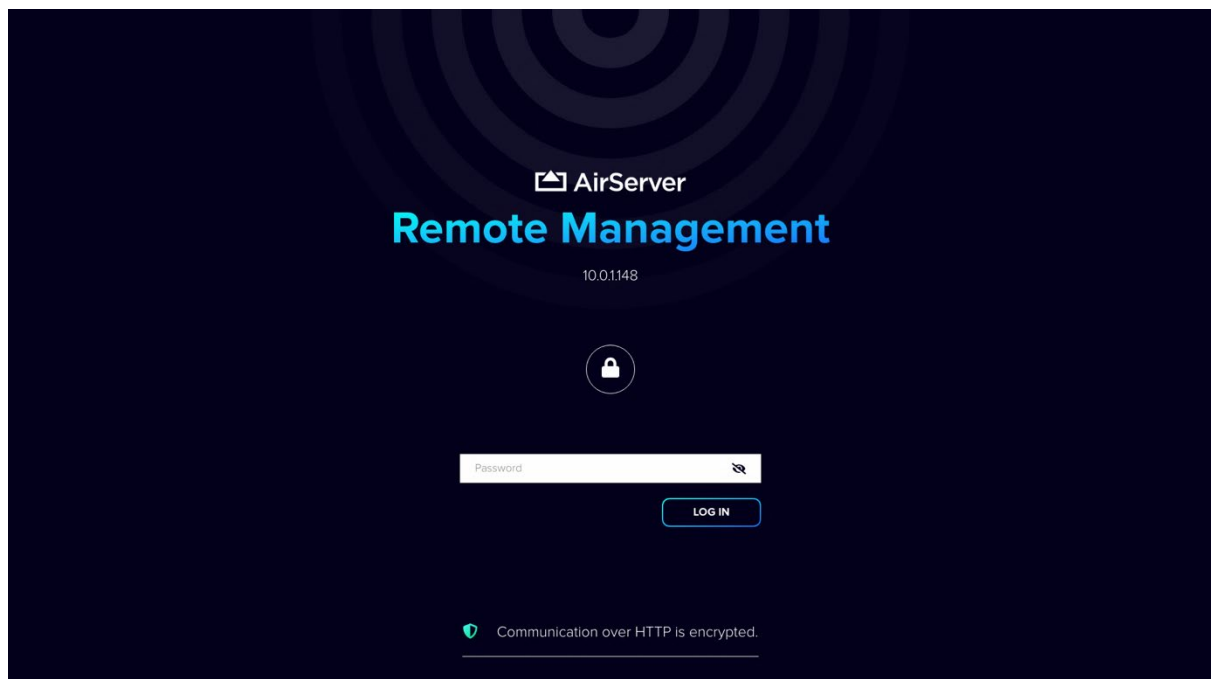 AirServer
Remote Management
10.0.1.148
Password
LOG IN
Communication over HTTP is encrypted.